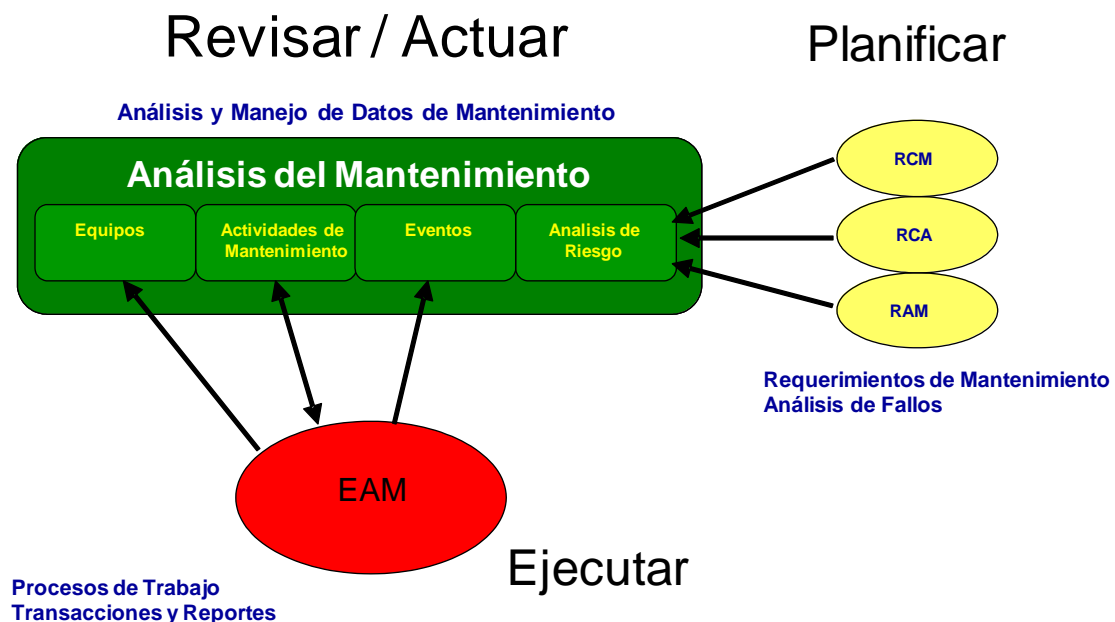 Revisar / Actuar
Planificar
Análisis y Manejo de Datos de Mantenimiento
Análisis del Mantenimiento
Equipos
Actividades de
Mantenimiento
Eventos
Analisis de
Riesgo
RCM
RCA
RAM
Requerimientos de Mantenimiento
Análisis de Fallos
EAM
Ejecutar
Procesos de Trabajo
Transacciones y Reportes